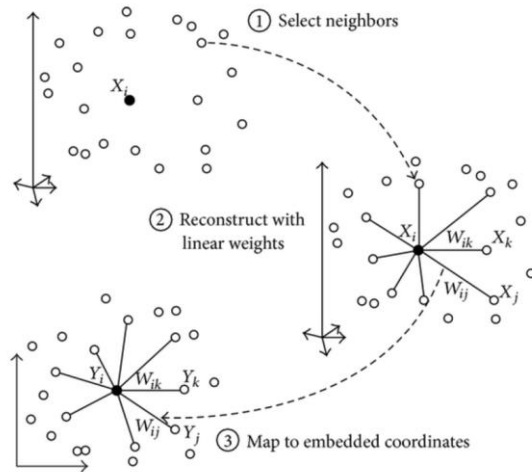 ① Select neighbors
X_i
② Reconstruct with
linear weights
X_i
W_ik
X_k
W_ij
X_j
Y_i
W_ik
Y_k
W_ij
Y_j
③ Map to embedded coordinates